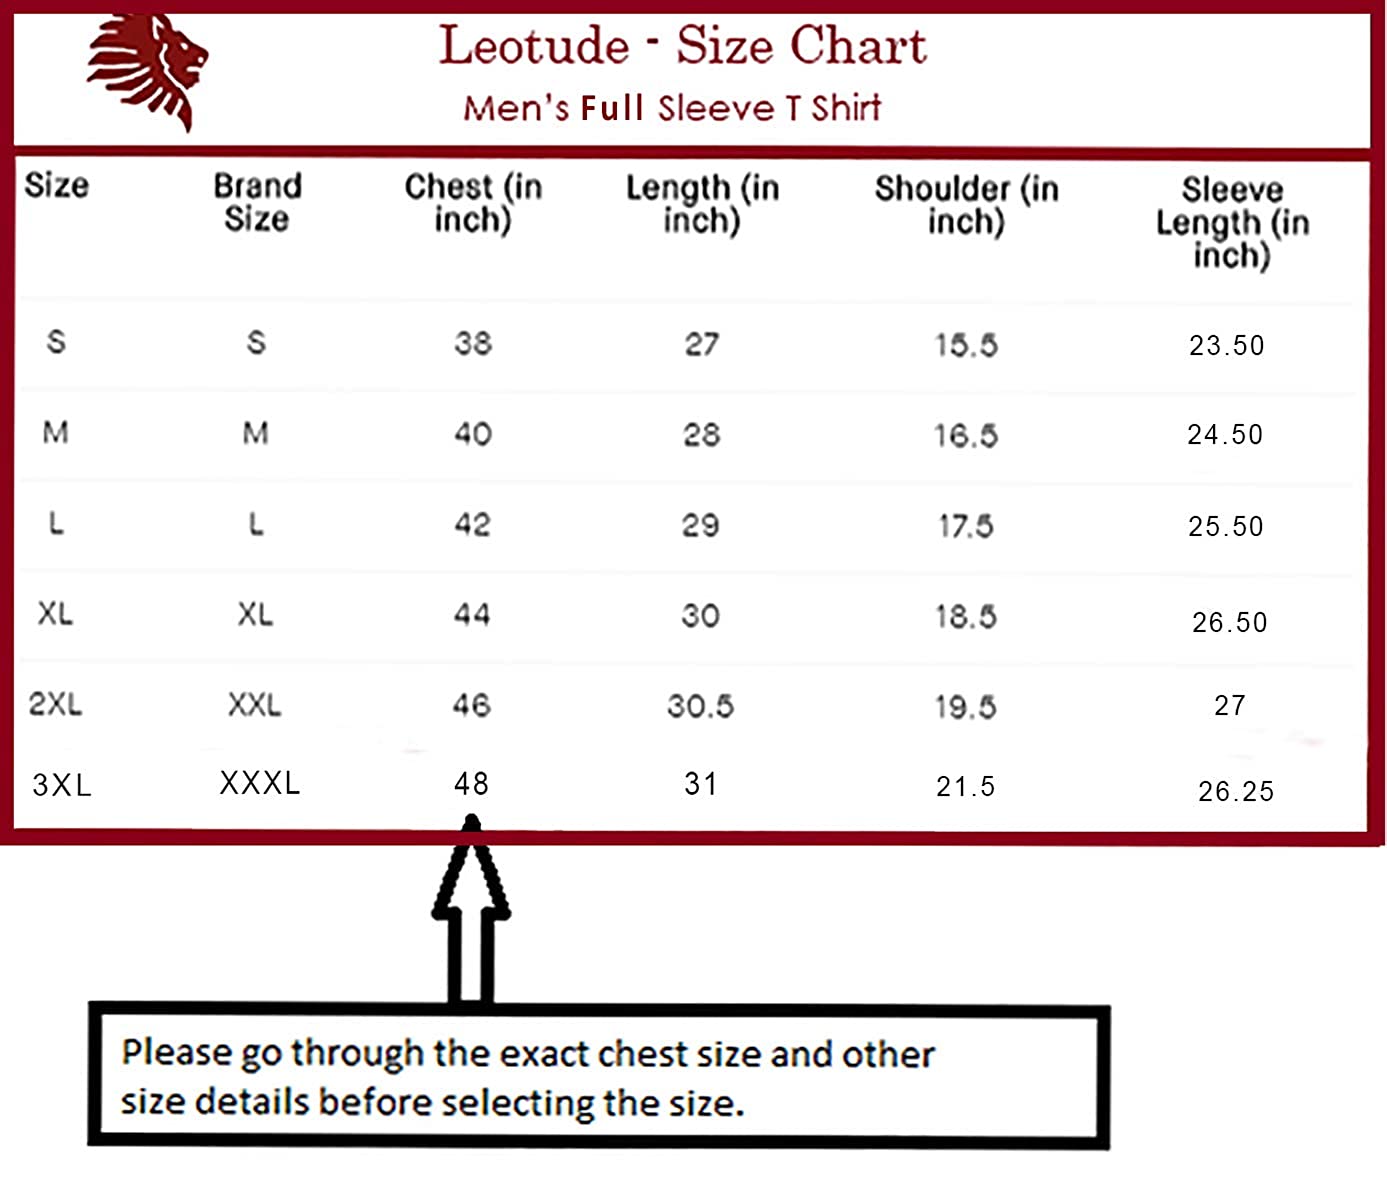 Leotude - Size Chart
Men's Full Sleeve T Shirt
Size Brand Size Chest (in inch) Length (in inch) Shoulder (in inch) Sleeve Length (in inch)
S S 38 27 15.5 23.50
M M 40 28 16.5 24.50
L L 42 29 17.5 25.50
XL XL 44 30 18.5 26.50
2XL XXL 46 30.5 19.5 27
3XL XXXL 48 31 21.5 26.25
Please go through the exact chest size and other
size details before selecting the size.